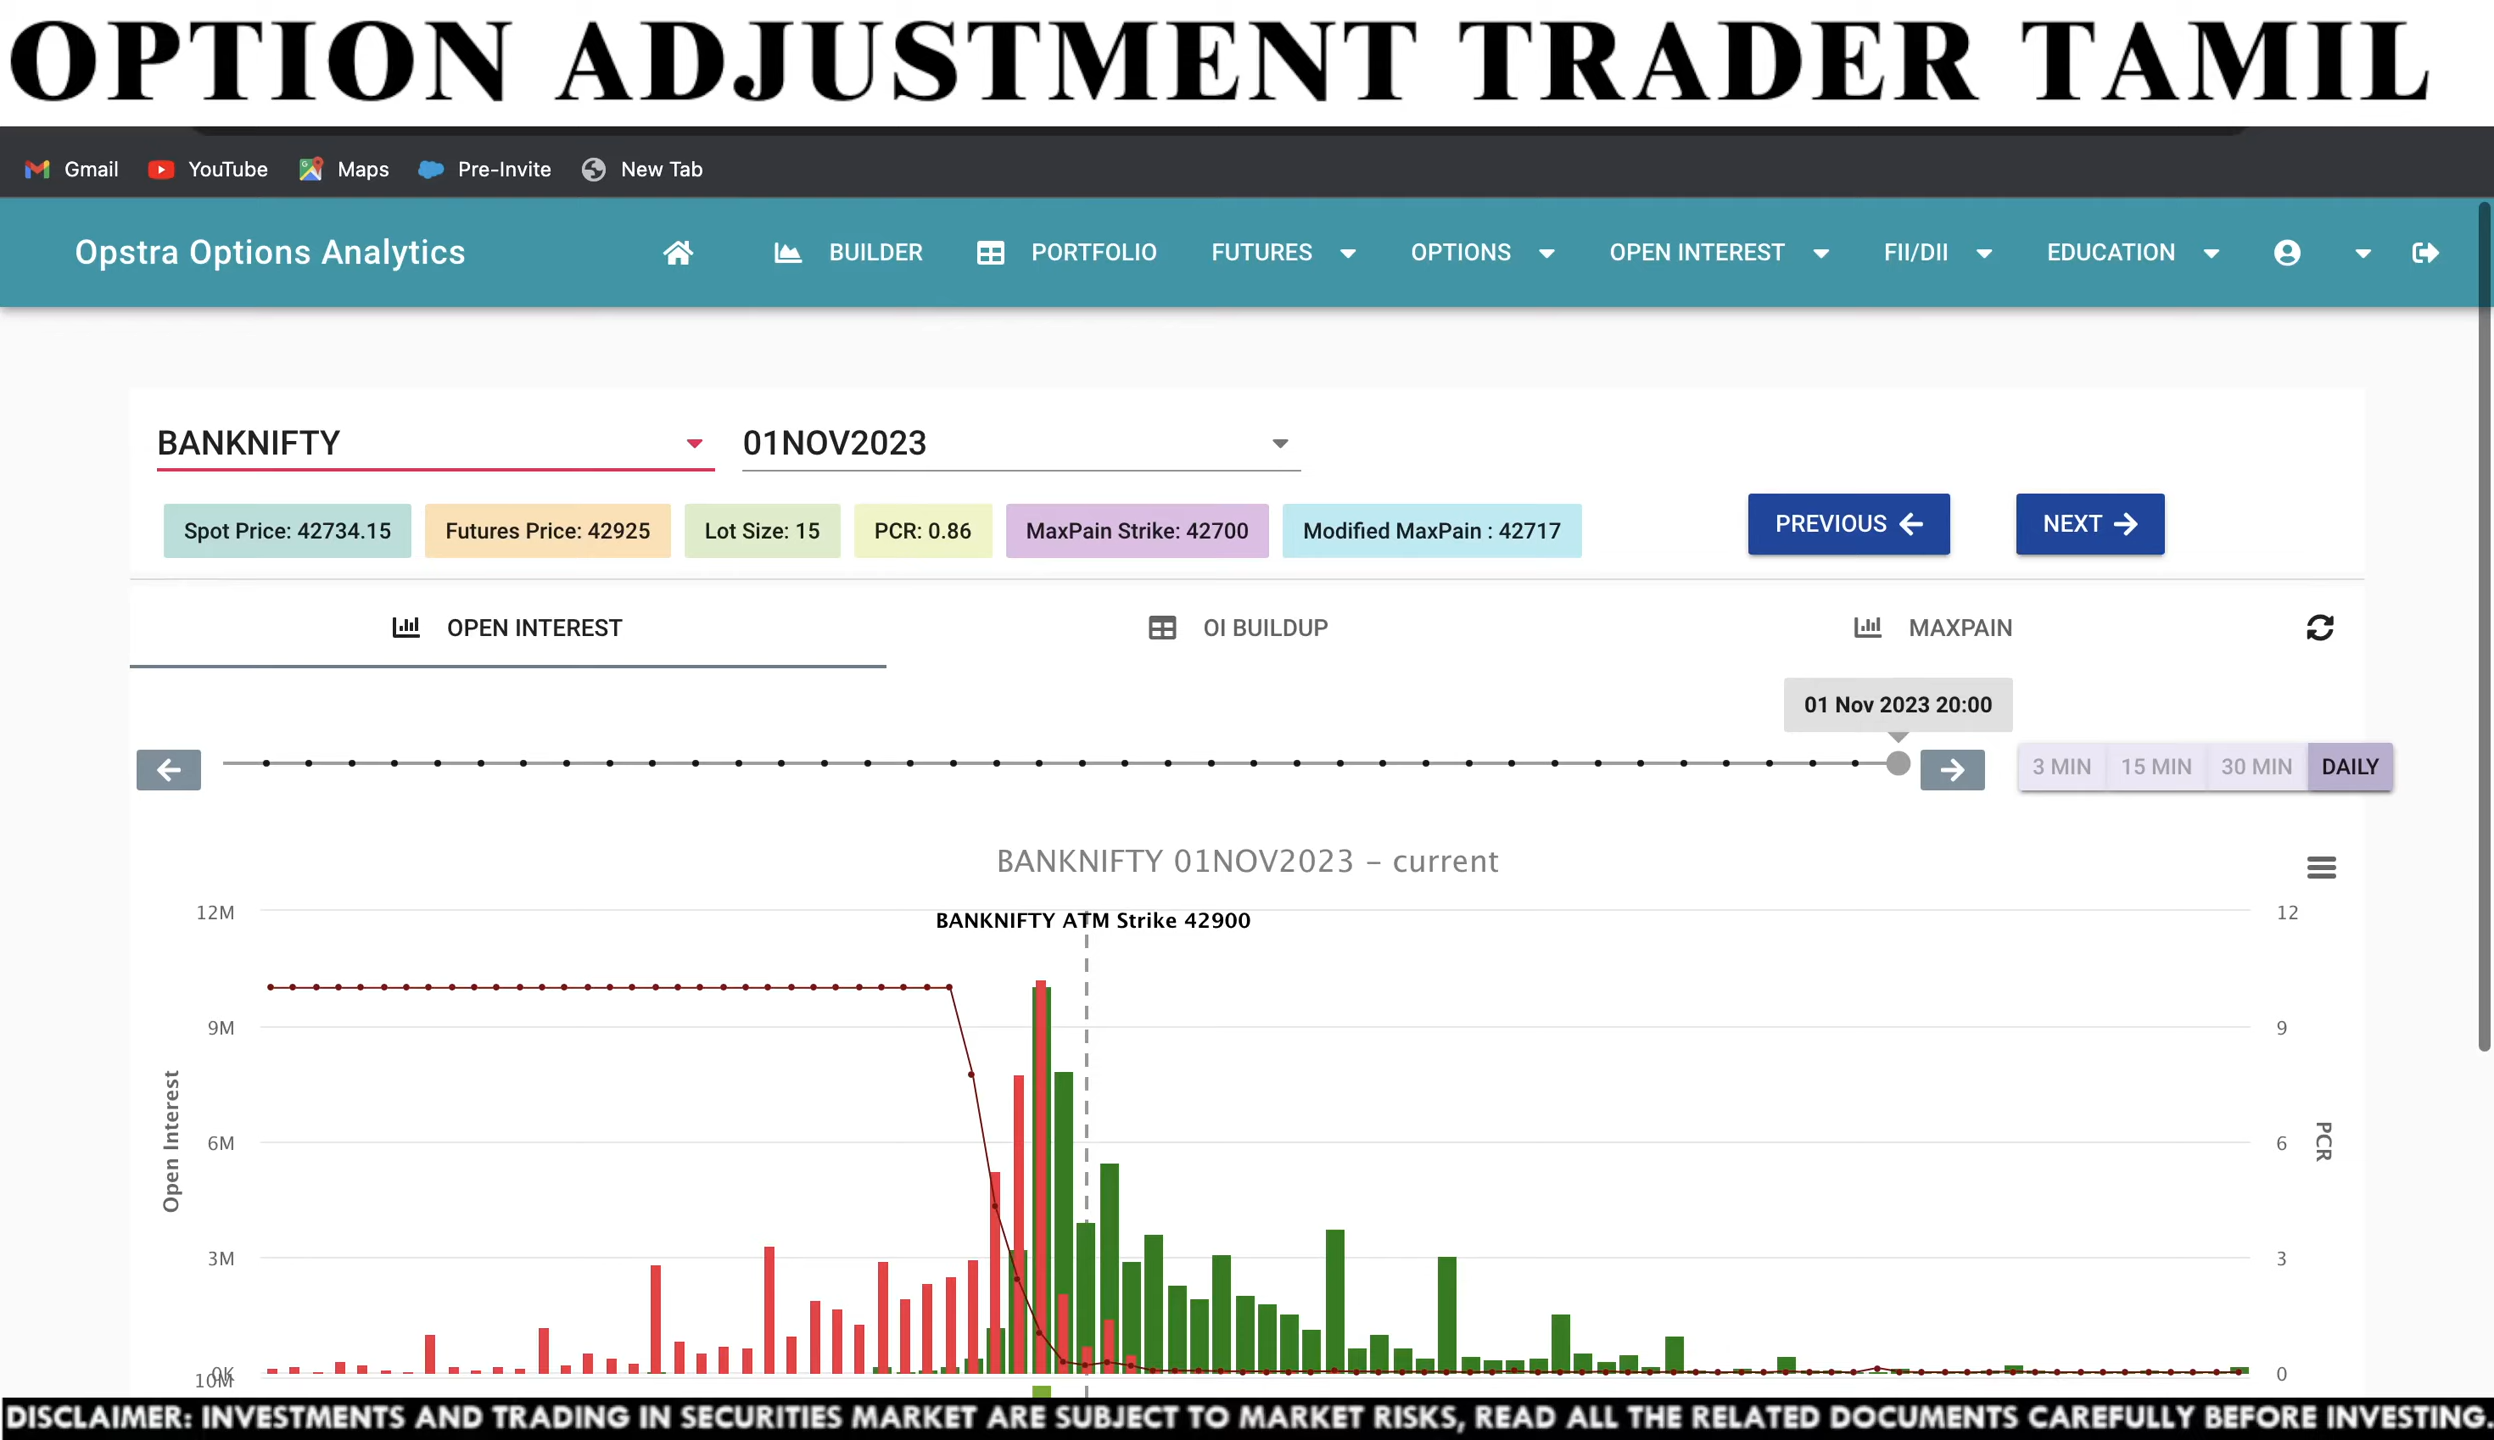 OPTION ADJUSTMENT TRADER TAMIL
Gmail YouTube Maps Pre-Invite New Tab
Opstra Options Analytics BUILDER PORTFOLIO FUTURES OPTIONS OPEN INTEREST FII/DII EDUCATION
BANKNIFTY 01NOV2023
Spot Price: 42734.15 Futures Price: 42925 Lot Size: 15 PCR: 0.86 MaxPain Strike: 42700 Modified MaxPain : 42717 PREVIOUS NEXT
OPEN INTEREST OI BUILDUP MAXPAIN
01 Nov 2023 20:00
3 MIN 15 MIN 30 MIN DAILY
BANKNIFTY 01NOV2023 – current
12M 12
BANKNIFTY ATM Strike 42900
9M 9
Open Interest
6M 6
PCR
3M 3
0K 0
10M
DISCLAIMER: INVESTMENTS AND TRADING IN SECURITIES MARKET ARE SUBJECT TO MARKET RISKS, READ ALL THE RELATED DOCUMENTS CAREFULLY BEFORE INVESTING.